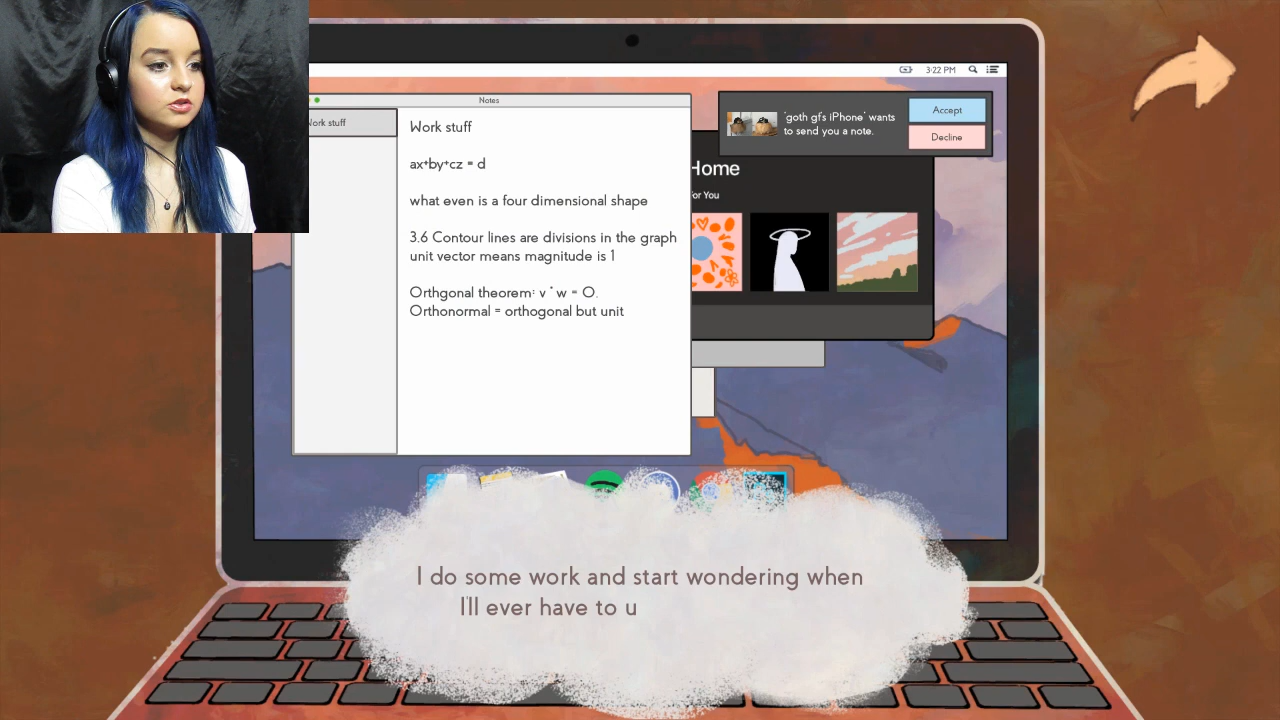 3:22 PM
Notes
Work stuff
Work stuff
ax+by+cz = d
what even is a four dimensional shape
3.6 Contour lines are divisions in the graph
unit vector means magnitude is 1
Orthgonal theorem: v * w = 0.
Orthonormal = orthogonal but unit
'goth gfs iPhone' wants
to send you a note.
Accept
Decline
Home
For You
I do some work and start wondering when
I'll ever have to u